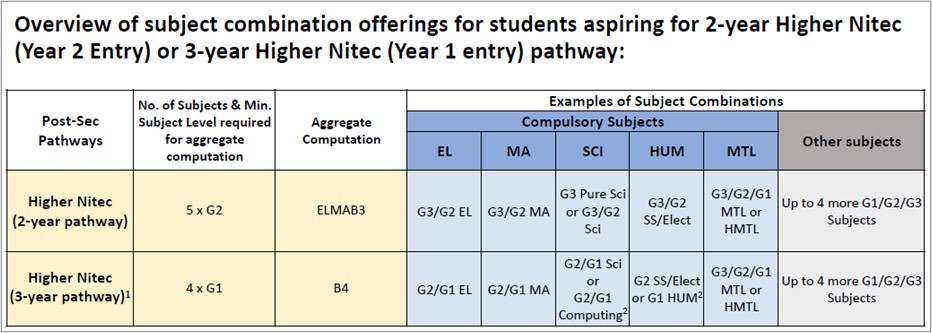 Overview of subject combination offerings for students aspiring for 2-year Higher Nitec
(Year 2 Entry) or 3-year Higher Nitec (Year 1 entry) pathway:
Post-Sec
Pathways
No. of Subjects & Min.
Subject Level required
for aggregate
computation
Aggregate
Computation
Examples of Subject Combinations
Compulsory Subjects
Other subjects
EL
MA
SCI
HUM
MTL
Higher Nitec
(2-year pathway)
5 x G2
ELMAB3
G3/G2 EL
G3/G2 MA
G3 Pure Sci
or G3/G2
Sci
G3/G2
SS/Elect
G3/G2/G1
MTL or
HMTL
Up to 4 more G1/G2/G3
Subjects
Higher Nitec
(3-year pathway)¹
4 x G1
B4
G2/G1 EL
G2/G1 MA
G2/G1 Sci
or
G2/G1
Computing²
G2 SS/Elect
or G1 HUM²
G3/G2/G1
MTL or
HMTL
Up to 4 more G1/G2/G3
Subjects